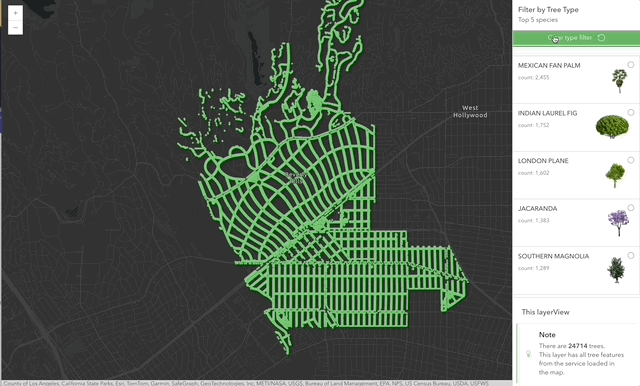 Filter by Tree Type
Top 5 species
type filter
MEXICAN FAN PALM
count: 2,455
INDIAN LAUREL FIG
count: 1,752
LONDON PLANE
count: 1,602
JACARANDA
count: 1,383
SOUTHERN MAGNOLIA
count: 1,289
This layerView
Note
There are 24714 trees.
This layer has all tree features
from the service loaded in
the map.
West
Hollywood
County of Los Angeles, California State Parks, Esri, TomTom, Garmin, SafeGraph, GeoTechnologies, Inc, METI/NASA, USGS, Bureau of Land Management, EPA, NPS, US Census Bureau, USDA, USFWS